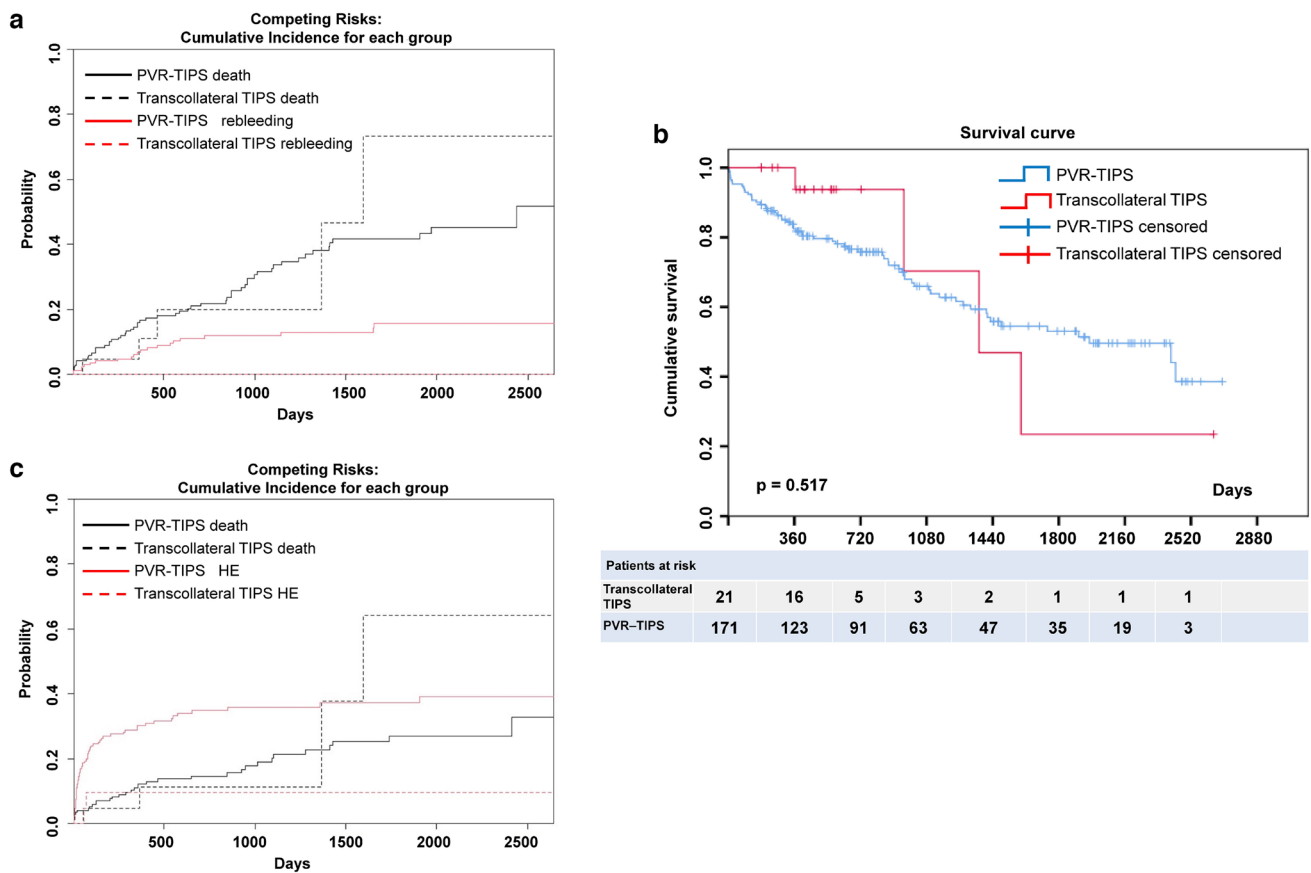 a
Competing Risks:
Cumulative Incidence for each group
PVR-TIPS death
Transcollateral TIPS death
PVR-TIPS rebleeding
Transcollateral TIPS rebleeding
Probability
0.0 0.2 0.4 0.6 0.8 1.0
500 1000 1500 2000 2500
Days
b
Survival curve
PVR-TIPS
Transcollateral TIPS
PVR-TIPS censored
Transcollateral TIPS censored
Cumulative survival
0.0 0.2 0.4 0.6 0.8 1.0
p = 0.517
Days
360 720 1080 1440 1800 2160 2520 2880
Patients at risk
Transcollateral
TIPS
21 16 5 3 2 1 1 1
PVR–TIPS 171 123 91 63 47 35 19 3
c
Competing Risks:
Cumulative Incidence for each group
PVR-TIPS death
Transcollateral TIPS death
PVR-TIPS HE
Transcollateral TIPS HE
Probability
0.0 0.2 0.4 0.6 0.8 1.0
500 1000 1500 2000 2500
Days